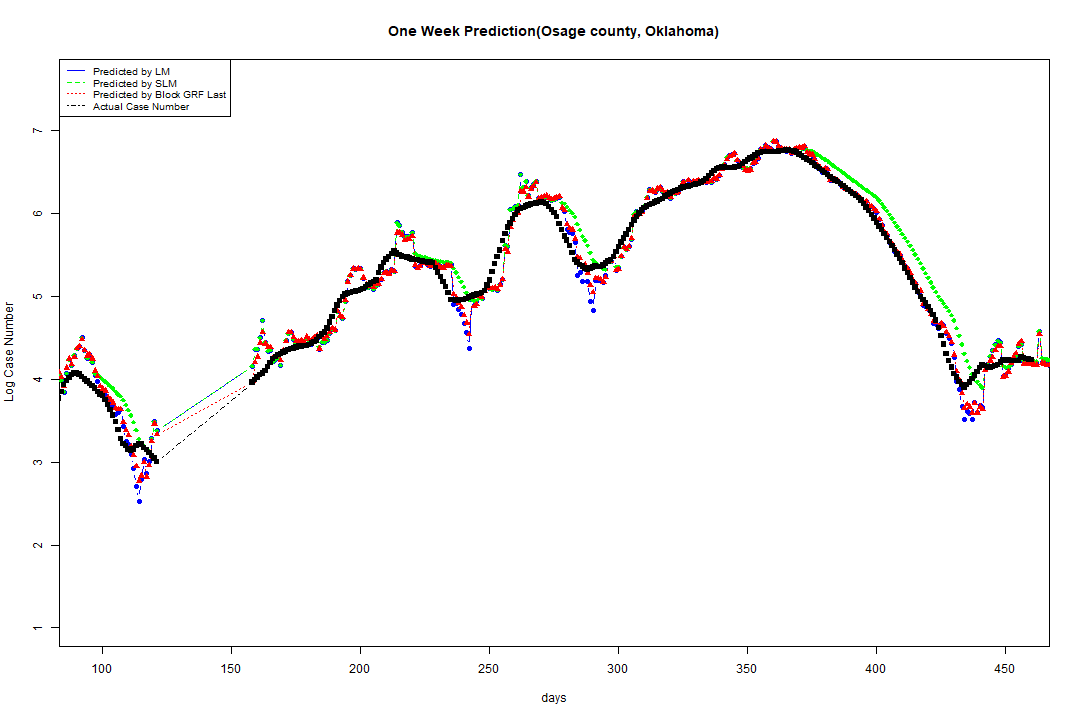 One Week Prediction(Osage county, Oklahoma)
Predicted by LM
Predicted by SLM
Predicted by Block GRF Last
Actual Case Number
7
6
5
4
3
2
1
Log Case Number
100 150 200 250 300 350 400 450
days